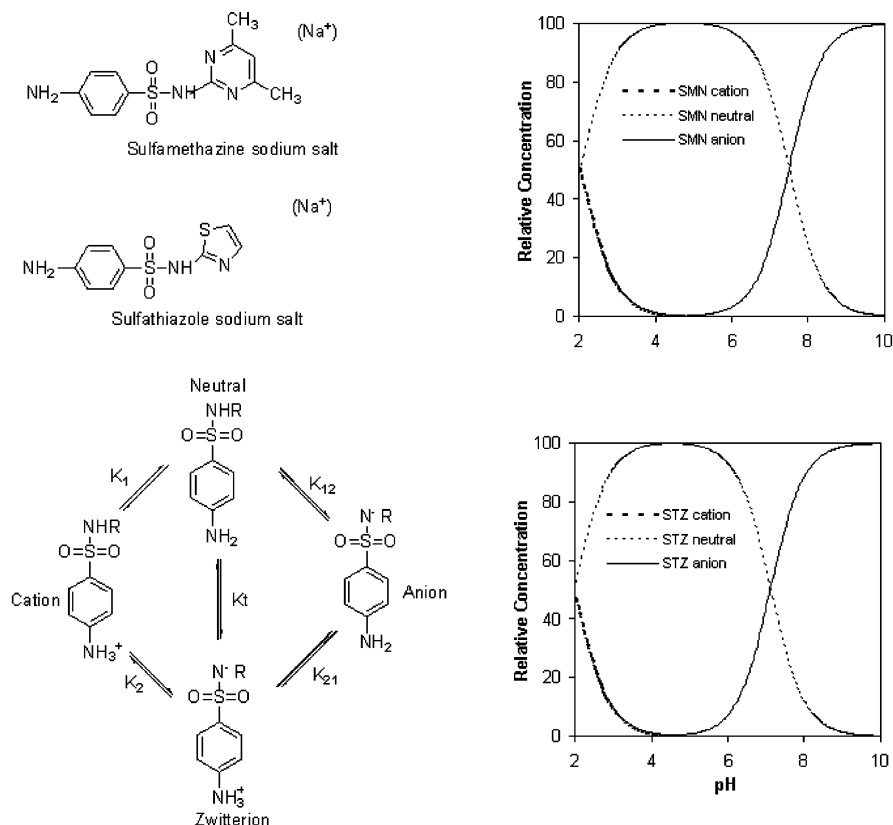 CH₃
(Na⁺)
N
O
NH₂
S
NH
N
CH₃
O
Sulfamethazine sodium salt
(Na⁺)
S
O
NH₂
S
NH
N
O
Sulfathiazole sodium salt
Relative Concentration
100
80
60
40
20
0
SMN cation
SMN neutral
SMN anion
2 4 6 8 10
Neutral
NHR
O=S=O
K₁
K₁₂
NH₂
NHR
O=S=O
N⁻ R
O=S=O
Cation
Kt
Anion
NH₃⁺
NH₂
K₂
N⁻ R
K₂₁
O=S=O
NH₃⁺
Zwitterion
Relative Concentration
100
80
60
40
20
0
STZ cation
STZ neutral
STZ anion
2 4 6 8 10
pH